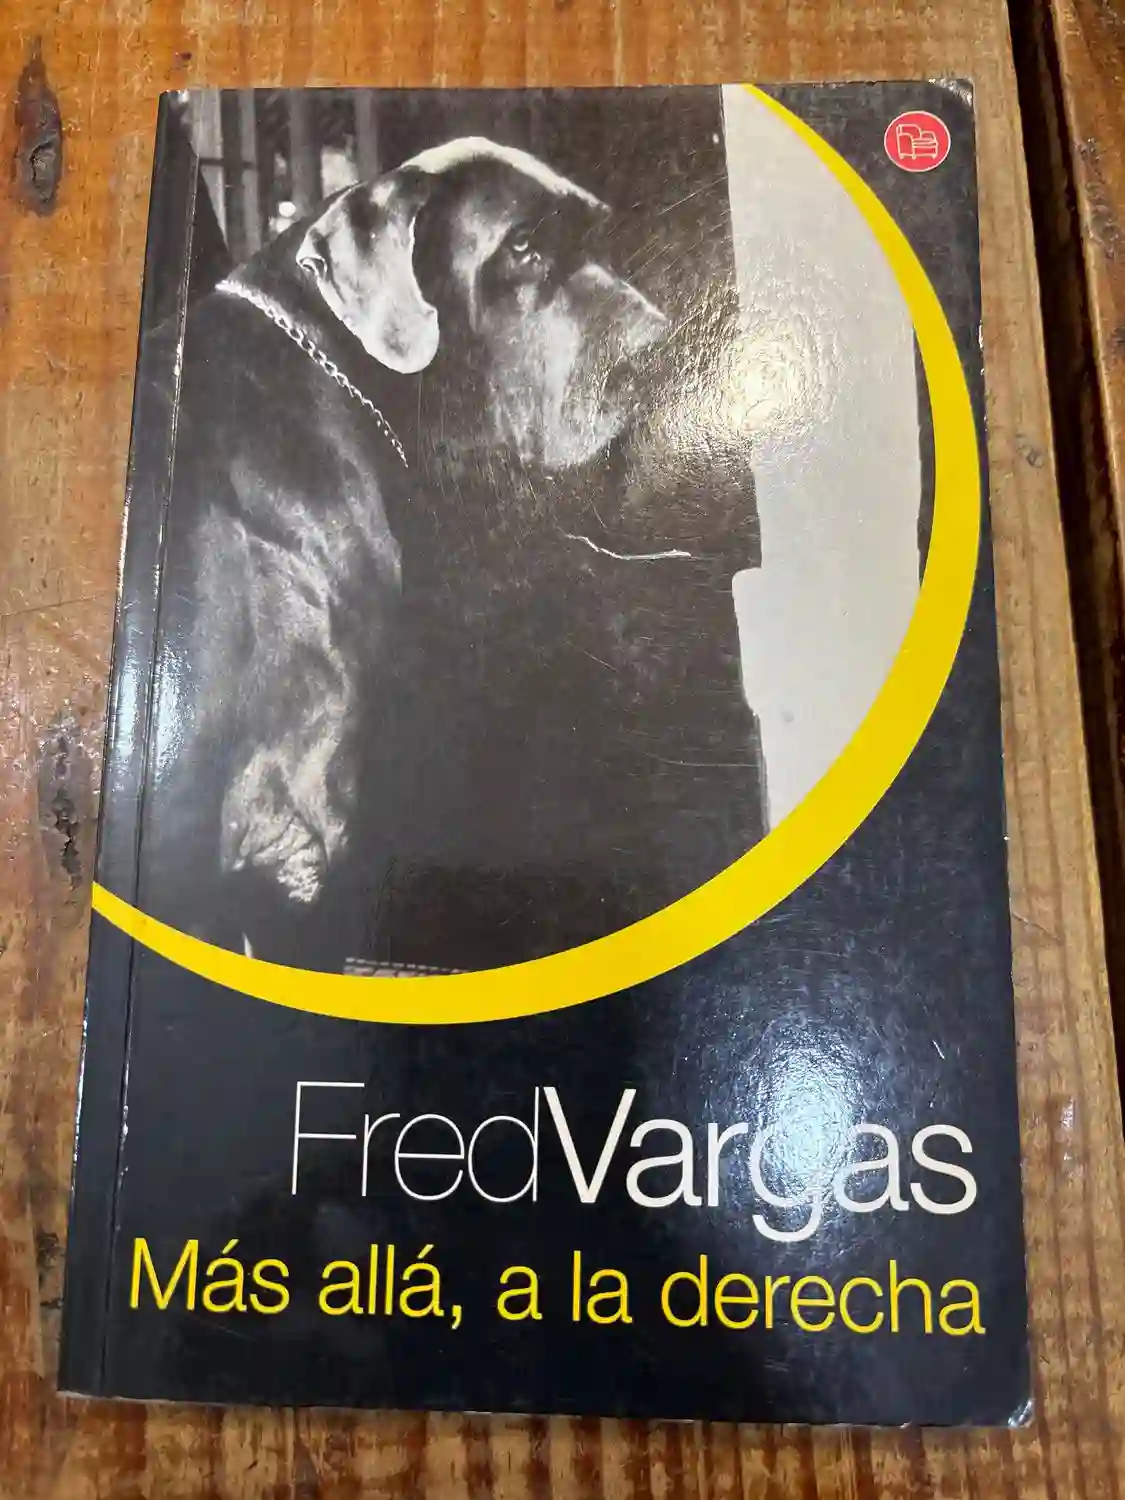 FredVargas
Más allá, a la derecha